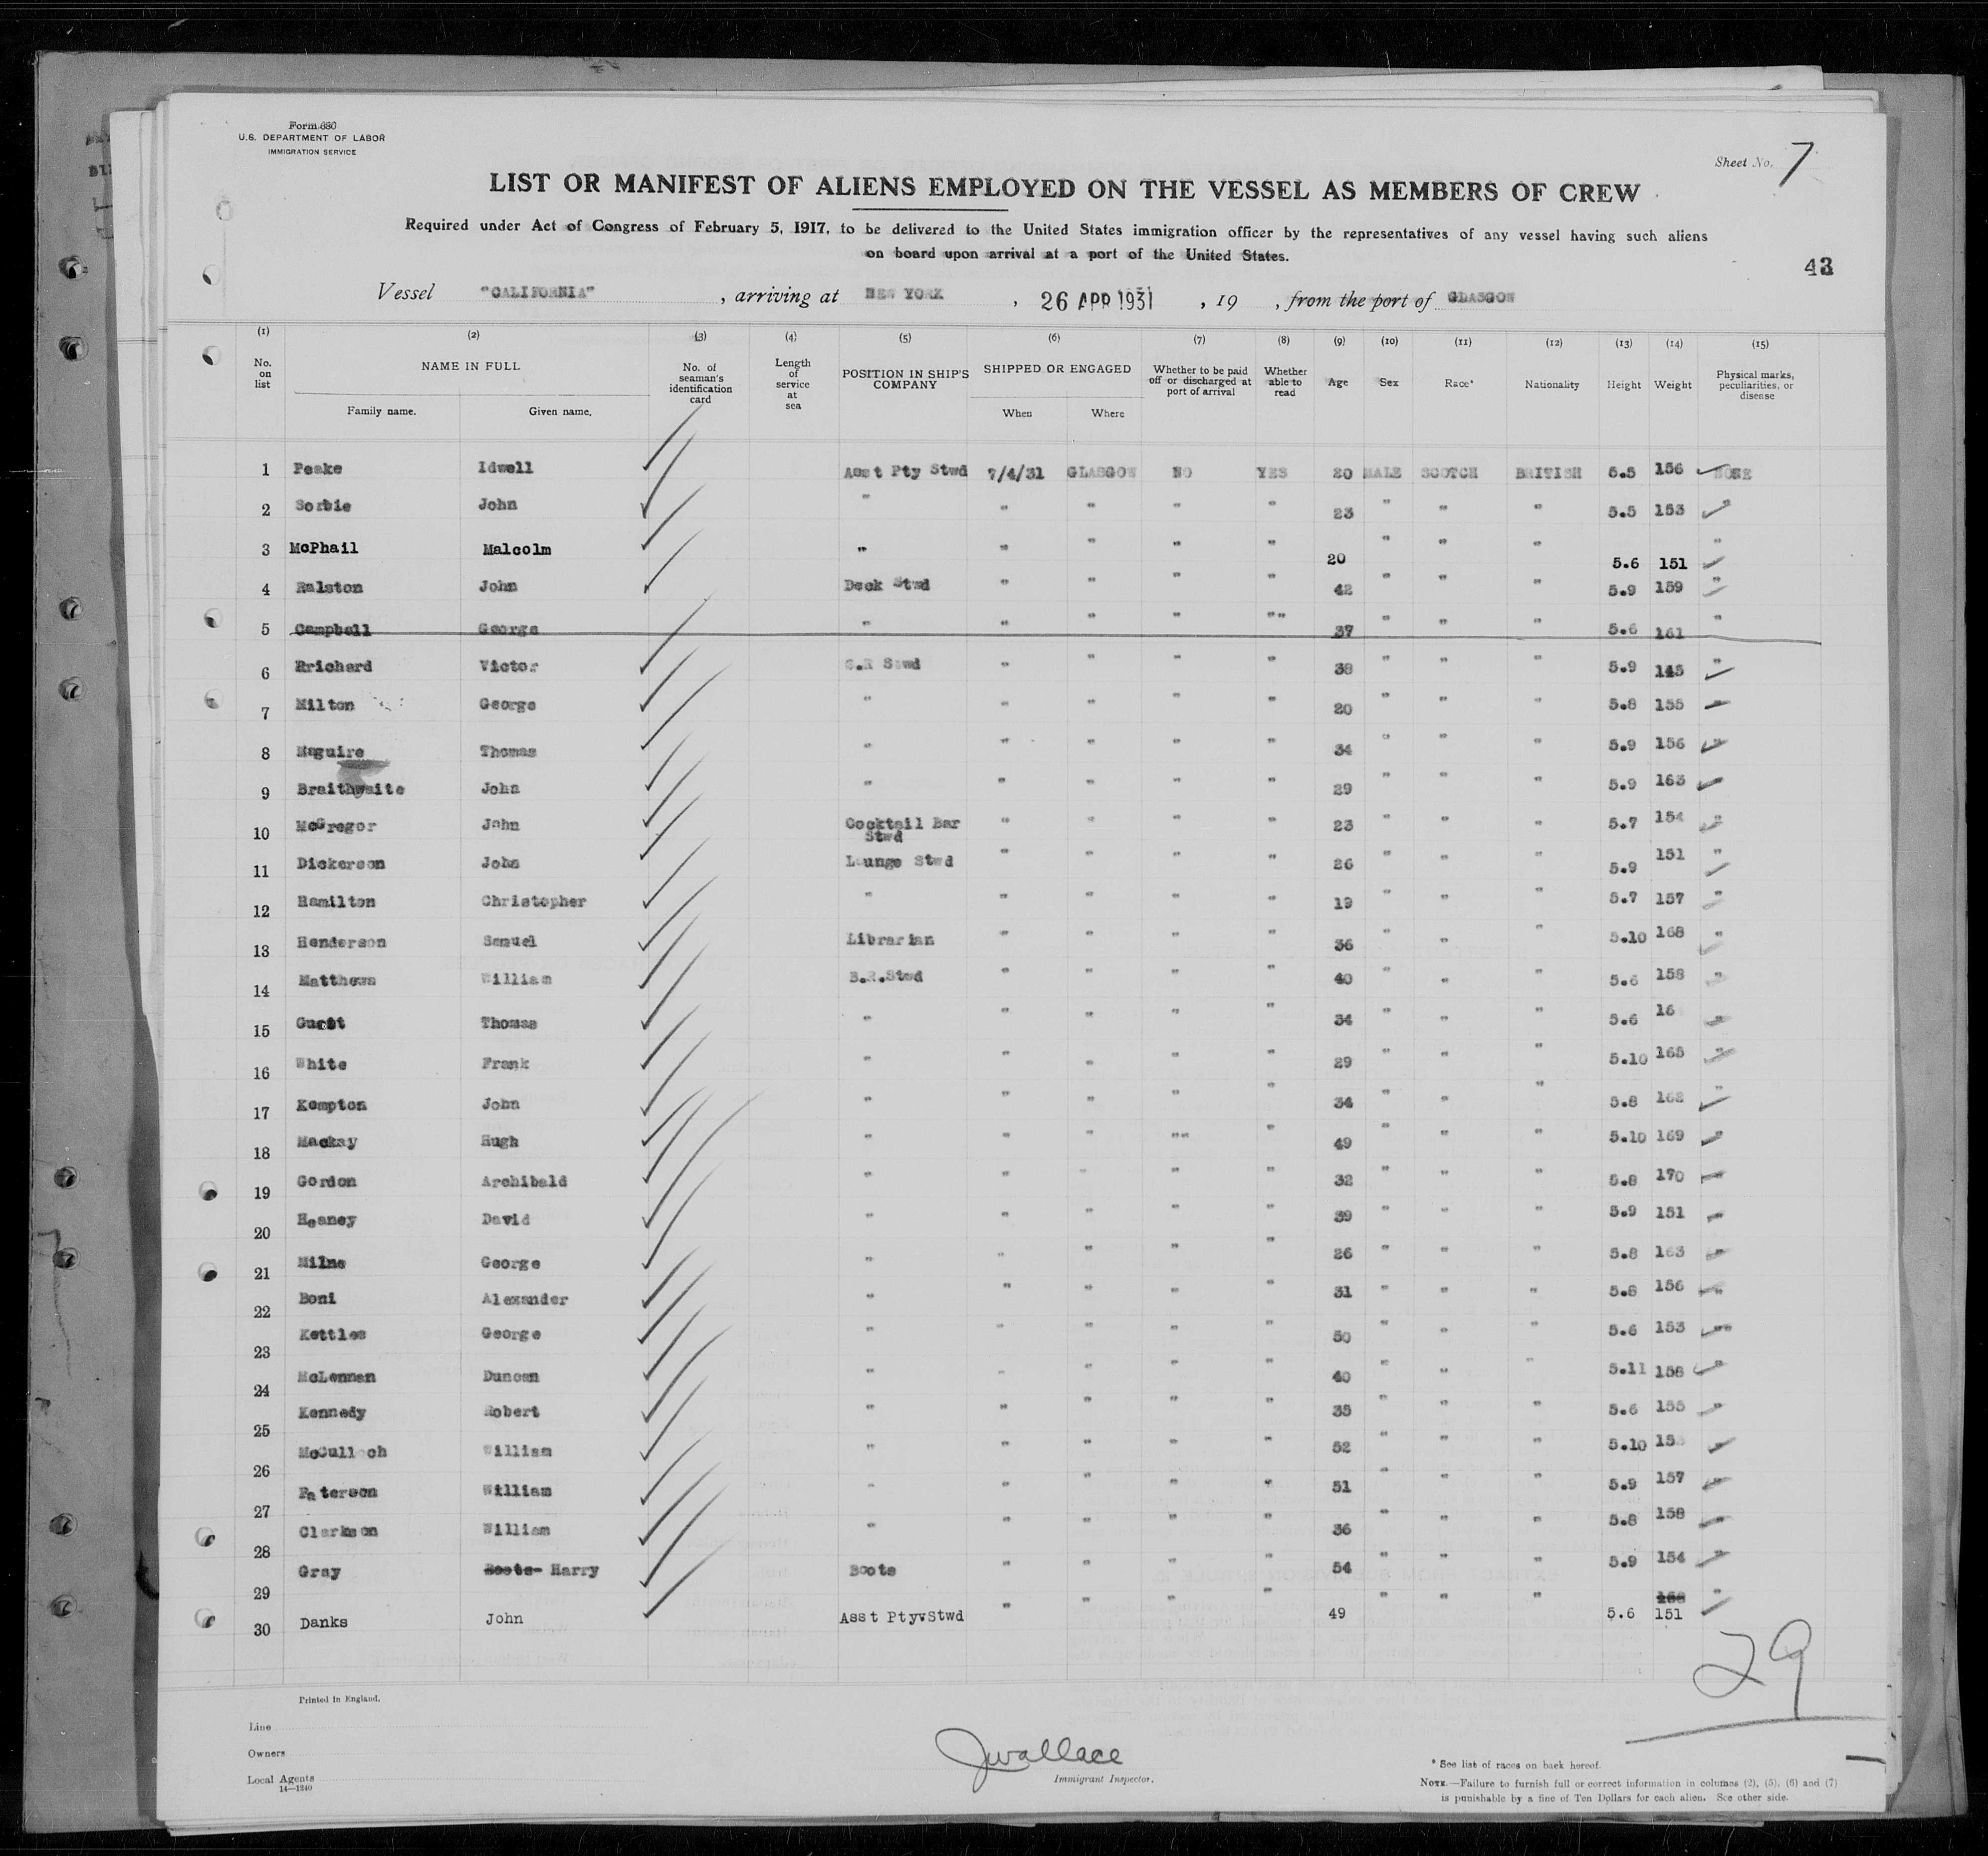 Form 680
U.S. DEPARTMENT OF LABOR
IMMIGRATION SERVICE
Sheet No. 7
LIST OR MANIFEST OF ALIENS EMPLOYED ON THE VESSEL AS MEMBERS OF CREW
Required under Act of Congress of February 5, 1917, to be delivered to the United States immigration officer by the representatives of any vessel having such aliens
on board upon arrival at a port of the United States.
43
Vessel "CALIFORNIA" , arriving at NEW YORK , 26 APR 1931 , 19 , from the port of GLASGOW
(1) (2) (3) (4) (5) (6) (7) (8) (9) (10) (11) (12) (13) (14) (15)
No. on list NAME IN FULL No. of seaman's identification card Length of service at sea POSITION IN SHIP'S COMPANY SHIPPED OR ENGAGED Whether to be paid off or discharged at port of arrival Whether able to read Age Sex Race* Nationality Height Weight Physical marks, peculiarities, or disease
Family name. Given name. When Where
1 Peake Idwell Asst Pty Stwd 7/4/31 GLASGOW NO YES 20 MALE SCOTCH BRITISH 5.5 156 NONE
2 Sorbie John " " " " " 23 " " " 5.5 153 "
3 McPhail Malcolm " " " " " 20 " " " 5.6 151 "
4 Ralston John Deck Stwd " " " " 42 " " " 5.9 159 "
5 Campbell George " " " " "" 37 " " " 5.6 161 "
6 Rrichard Victor S.R Stwd " " " " 38 " " " 5.9 145 "
7 Milton George " " " " " 20 " " " 5.8 155 "
8 Maguire Thomas " " " " " 34 " " " 5.9 156 "
9 Braithwaite John " " " " " 29 " " " 5.9 163 "
10 McGregor John Cocktail Bar Stwd " " " " 23 " " " 5.7 154 "
11 Dickerson John Lounge Stwd " " " " 26 " " " 5.9 151 "
12 Hamilton Christopher " " " " " 19 " " " 5.7 157 "
13 Henderson Samuel Librarian " " " " 36 " " " 5.10 168 "
14 Matthews William B.R.Stwd " " " " 40 " " " 5.6 158 "
15 Guest Thomas " " " " " 34 " " " 5.6 "
16 White Frank " " " " " 29 " " " 5.10 165 "
17 Kempton John " " " " " 34 " " " 5.8 162 "
18 Mackay Hugh " " " "" " 49 " " " 5.10 169 "
19 Gordon Archibald " " " " " 32 " " " 5.8 170 "
20 Heaney David " " " " " 39 " " " 5.9 151 "
21 Milne George " " " " " 26 " " " 5.8 163 "
22 Boni Alexander " " " " " 31 " " " 5.8 156 "
23 Kettles George " " " " " 50 " " " 5.6 153 "
24 McLennan Duncan " " " " " 40 " " " 5.11 158 "
25 Kennedy Robert " " " " " 35 " " " 5.6 155 "
26 McCulloch William " " " " " 52 " " " 5.10 "
27 Paterson William " " " " " 51 " " " 5.9 157 "
28 Clarkson William " " " " " 36 " " " 5.8 158 "
29 Gray Boots- Harry Boots " " " " 54 " " " 5.9 154 "
30 Danks John Asst PtyvStwd " " " " 49 " " " 5.6 151 "
29
Printed in England.
Line
Owners
Local Agents
14—1240
JWallace
Immigrant Inspector.
* See list of races on back hereof.
NOTE.—Failure to furnish full or correct information in columns (2), (5), (6) and (7)
is punishable by a fine of Ten Dollars for each alien. See other side.